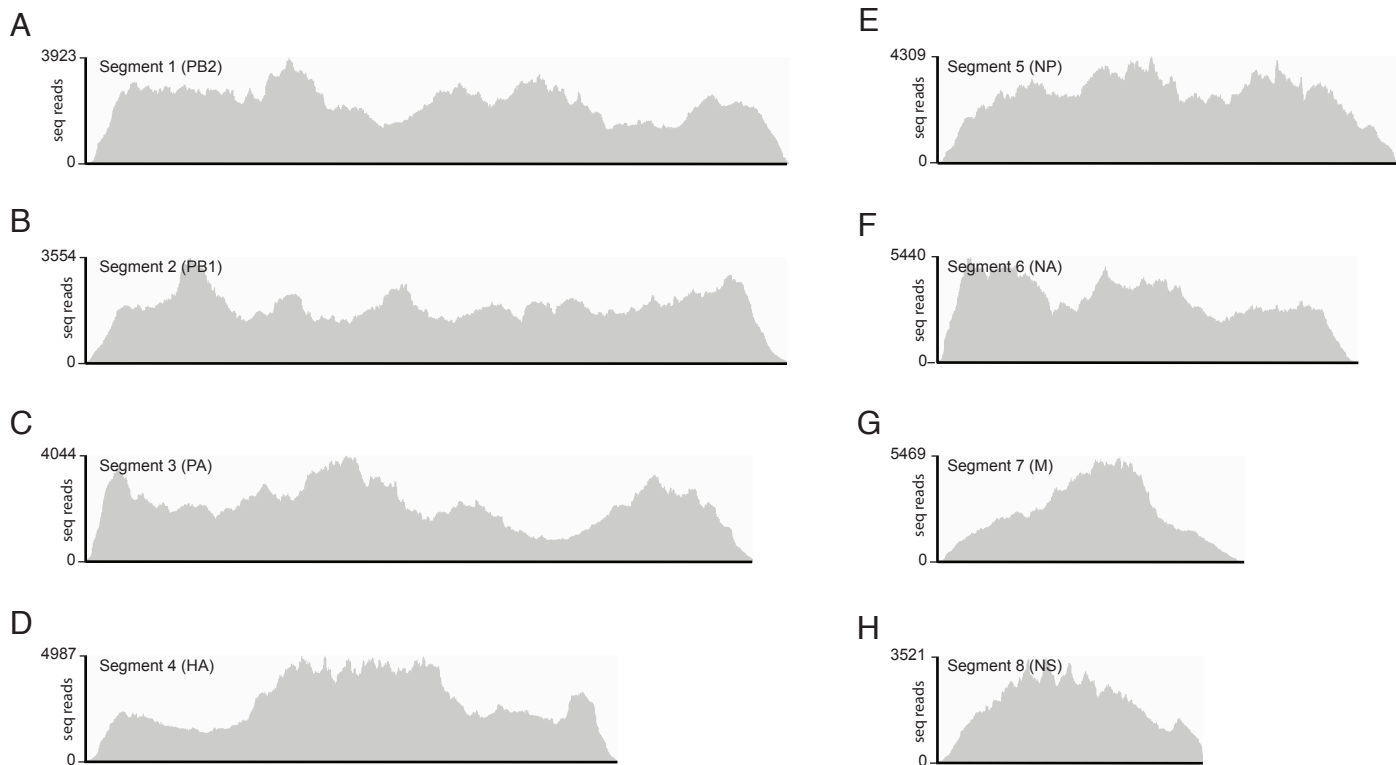 A
3923
Segment 1 (PB2)
seq reads
0
B
3554
Segment 2 (PB1)
seq reads
0
C
4044
Segment 3 (PA)
seq reads
0
D
4987
Segment 4 (HA)
seq reads
0
E
4309
Segment 5 (NP)
seq reads
0
F
5440
Segment 6 (NA)
seq reads
0
G
5469
Segment 7 (M)
seq reads
0
H
3521
Segment 8 (NS)
seq reads
0